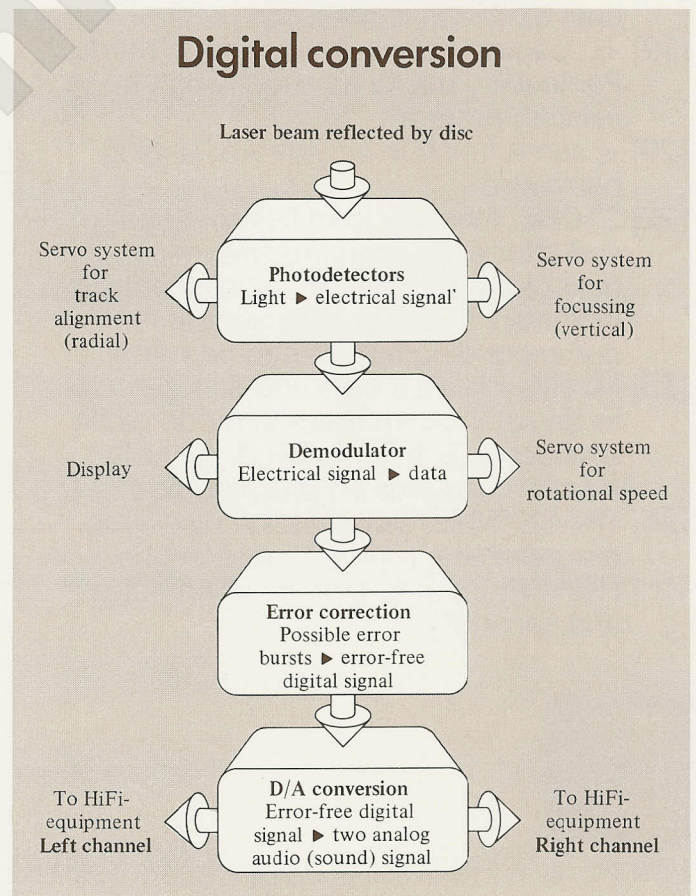 Digital conversion
Laser beam reflected by disc
Servo system
for
track
alignment
(radial)
Photodetectors
Light ▶ electrical signal
Servo system
for
focussing
(vertical)
Display
Demodulator
Electrical signal ▶ data
Servo system
for
rotational speed
Error correction
Possible error
bursts ▶ error-free
digital signal
To HiFi-
equipment
Left channel
D/A conversion
Error-free digital
signal ▶ two analog
audio (sound) signal
To HiFi-
equipment
Right channel